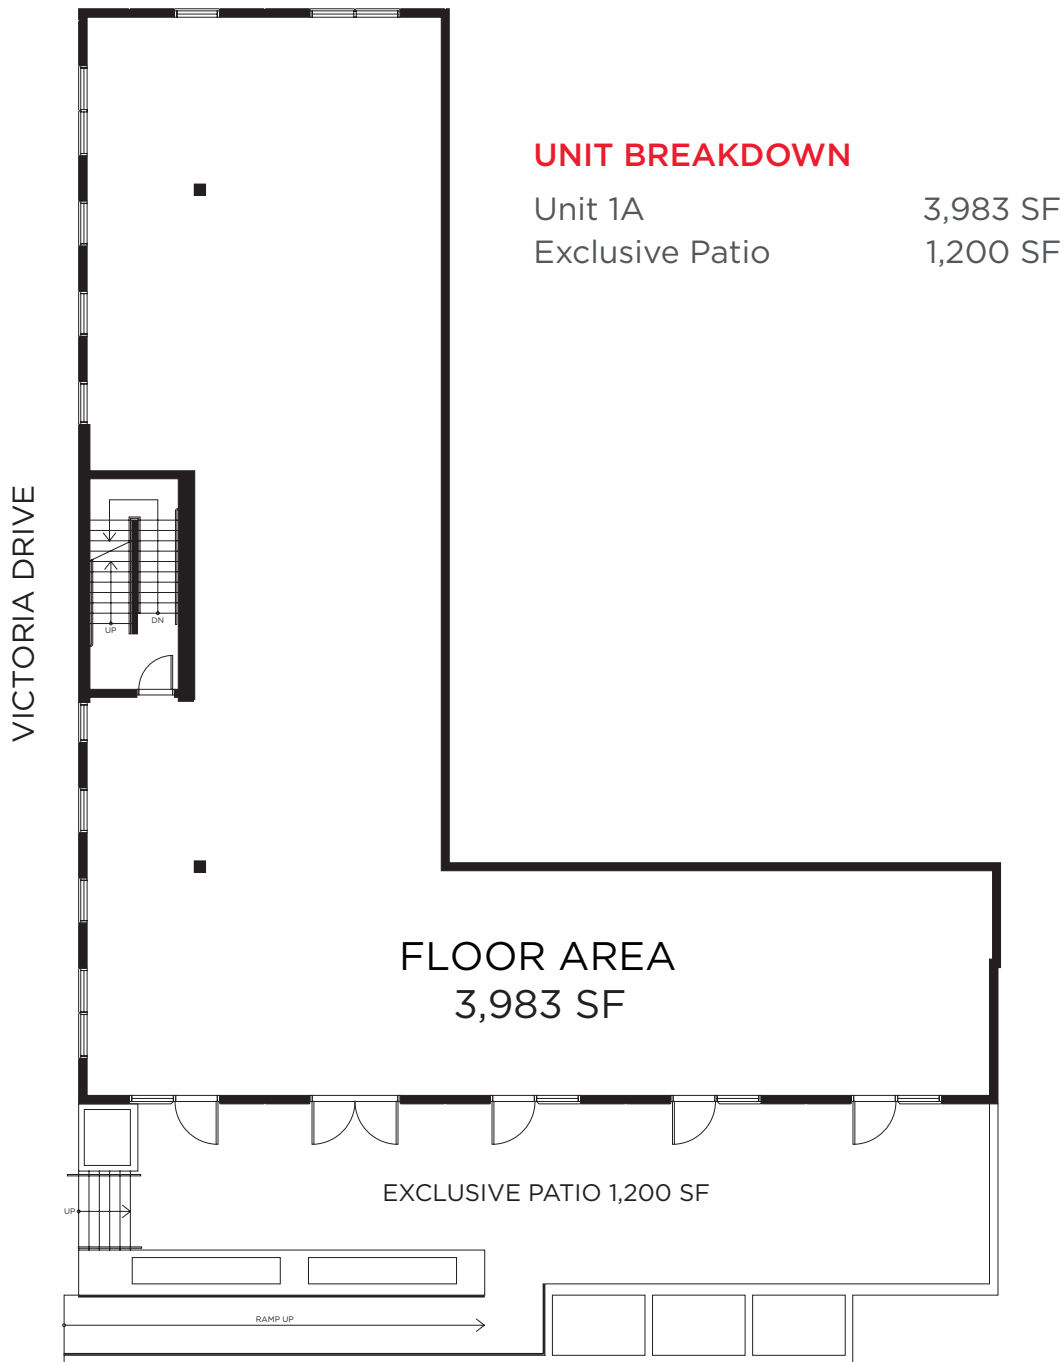 UNIT BREAKDOWN
Unit 1A 3,983 SF
Exclusive Patio 1,200 SF
VICTORIA DRIVE
UP
DN
FLOOR AREA
3,983 SF
EXCLUSIVE PATIO 1,200 SF
UP
RAMP UP